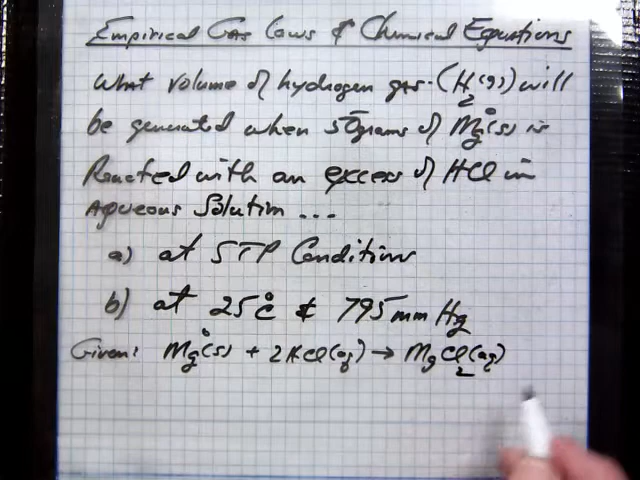 Empirical Gas Laws & Chemical Equations
What volume of hydrogen gas (H₂(g)) will
be generated when 50 grams of Mg°(s) is
Reacted with an excess of HCl in
Aqueous Solution ...
a) at STP Conditions
b) at 25°C & 795 mm Hg
Given: Mg°(s) + 2HCl(aq) → MgCl₂(aq)